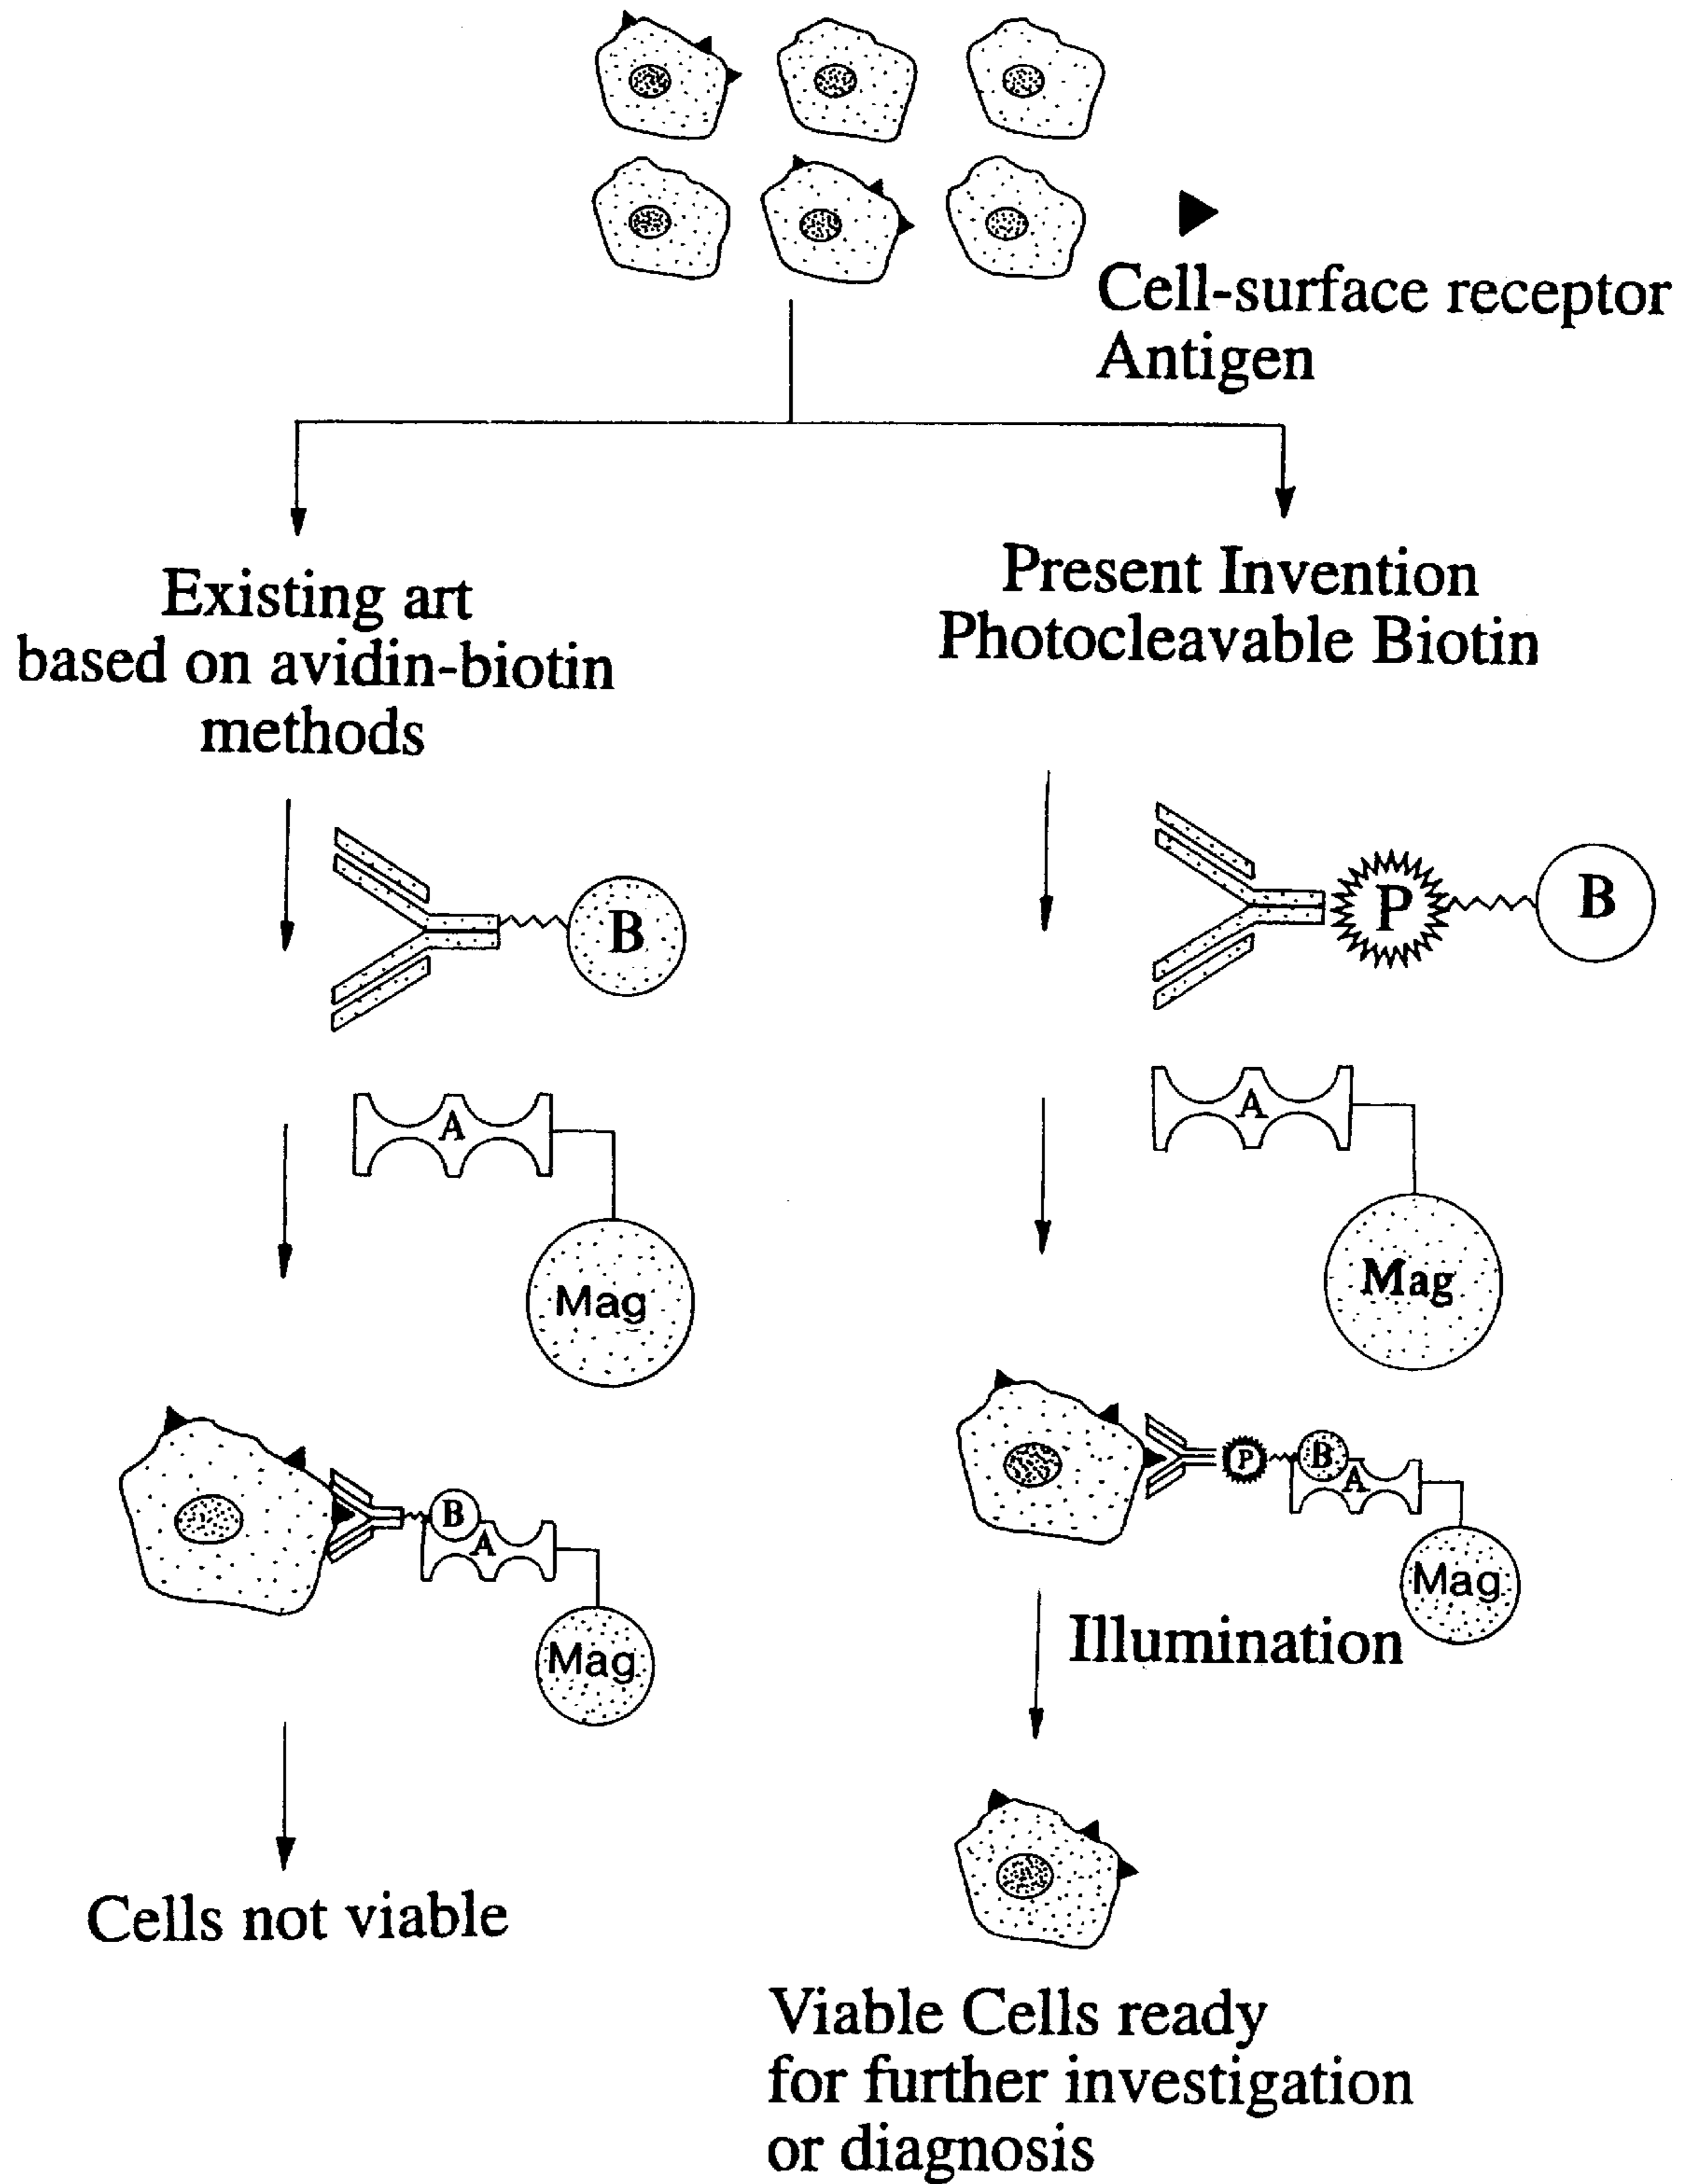 Cell-surface receptor
Antigen
Existing art
based on avidin-biotin
methods
Present Invention
Photocleavable Biotin
B
P
B
A
Mag
A
Mag
B
A
Mag
P
B
A
Mag
Illumination
Cells not viable
Viable Cells ready
for further investigation
or diagnosis